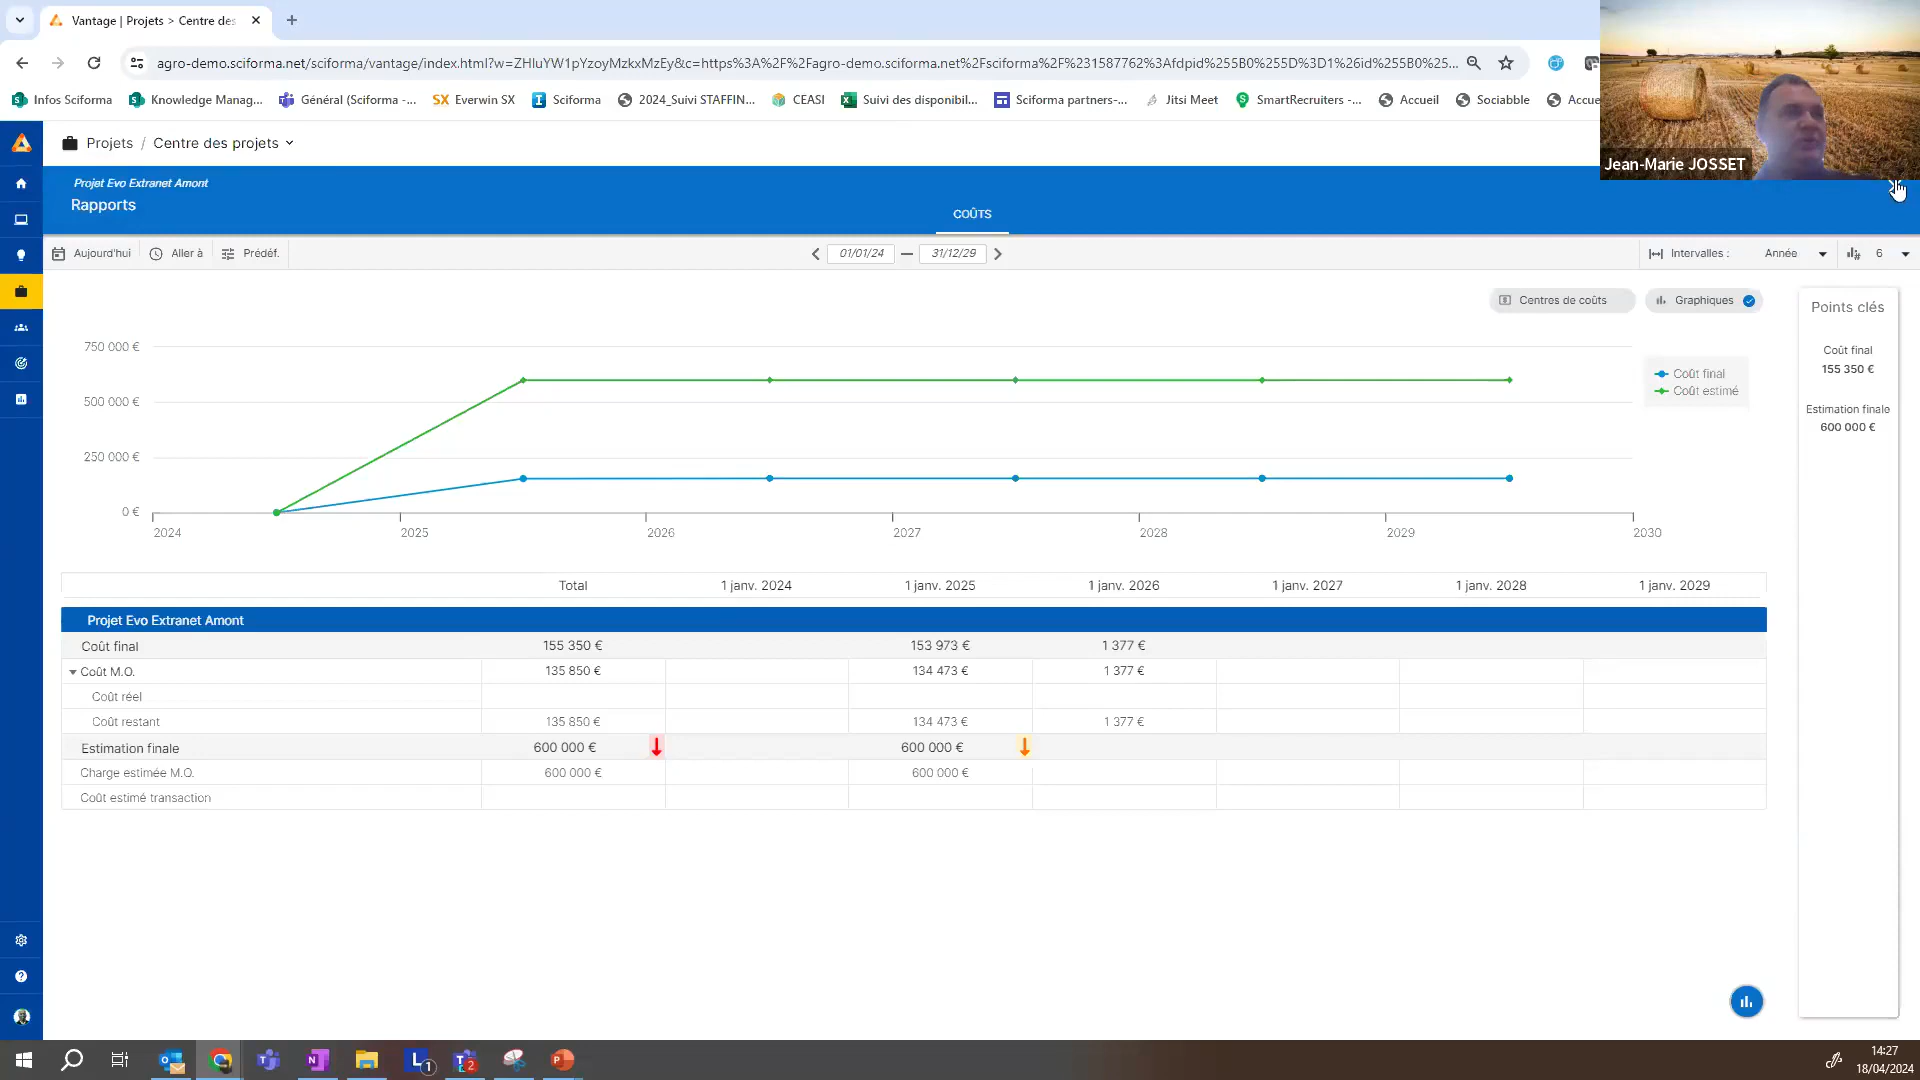 Vantage | Projets > Centre des
agro-demo.sciforma.net/sciforma/vantage/index.html?w=ZHluYW1pYzoyMzkxMzEy&c=https%3A%2F%2Fagro-demo.sciforma.net%2Fsciforma%2F%231587762%3Afdpid%255B0%255D%3D1%26id%255B0%255...
Infos Sciforma
Knowledge Manag...
Général (Sciforma -...
SX Everwin SX
Sciforma
2024_Suivi STAFFIN...
CEASI
Suivi des disponibil...
Sciforma partners-...
Jitsi Meet
SmartRecruiters -...
Accueil
Sociabble
Accue
Jean-Marie JOSSET
Projets / Centre des projets
Projet Evo Extranet Amont
Rapports
COÛTS
Aujourd'hui
Aller à
Prédéf.
01/01/24 — 31/12/29
Intervalles : Année
6
Centres de coûts
Graphiques
Points clés
Coût final
155 350 €
Estimation finale
600 000 €
750 000 €
500 000 €
250 000 €
0 €
Coût final
Coût estimé
2024 2025 2026 2027 2028 2029 2030
Total 1 janv. 2024 1 janv. 2025 1 janv. 2026 1 janv. 2027 1 janv. 2028 1 janv. 2029
Projet Evo Extranet Amont
Coût final 155 350 € 153 973 € 1 377 €
Coût M.O. 135 850 € 134 473 € 1 377 €
Coût réel
Coût restant 135 850 € 134 473 € 1 377 €
Estimation finale 600 000 € 600 000 €
Charge estimée M.O. 600 000 € 600 000 €
Coût estimé transaction
14:27
18/04/2024